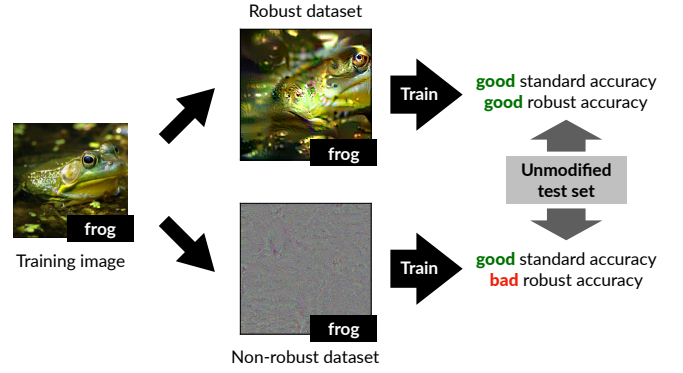 Robust dataset
frog
Train
good standard accuracy
good robust accuracy
Unmodified
test set
frog
Training image
frog
Train
good standard accuracy
bad robust accuracy
Non-robust dataset